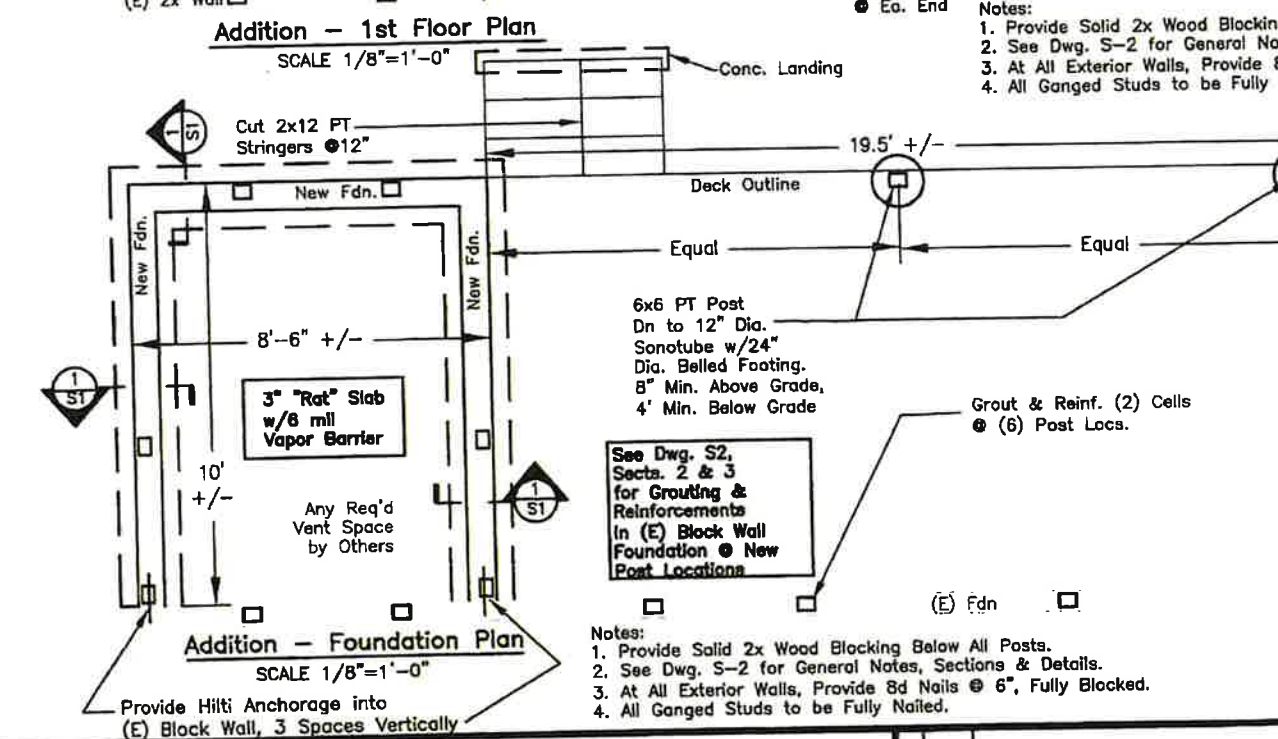 (E) 2x Wall
@ Ea. End
Addition – 1st Floor Plan
SCALE 1/8"=1'-0"
Notes:
1. Provide Solid 2x Wood
2. See Dwg. S-2 for General
3. At All Exterior Walls, Provide
4. All Ganged Studs to be Fully
Conc. Landing
1
S1
Cut 2x12 PT
Stringers @12"
19.5' +/-
New Fdn.
Deck Outline
New Fdn.
New Fdn.
Equal
Equal
8'-6" +/-
6x6 PT Post
Dn to 12" Dia.
Sonotube w/24"
Dia. Belled Footing.
8" Min. Above Grade,
4' Min. Below Grade
1
S1
3" "Rat" Slab
w/6 mil
Vapor Barrier
Grout & Reinf. (2) Cells
@ (6) Post Locs.
10'
+/-
Any Req'd
Vent Space
by Others
1
S1
See Dwg. S2,
Sects. 2 & 3
for Grouting &
Reinforcements
in (E) Block Wall
Foundation @ New
Post Locations
(E) Fdn
Addition – Foundation Plan
SCALE 1/8"=1'-0"
Provide Hilti Anchorage into
(E) Block Wall, 3 Spaces Vertically
Notes:
1. Provide Solid 2x Wood Blocking Below All Posts.
2. See Dwg. S-2 for General Notes, Sections & Details.
3. At All Exterior Walls, Provide 8d Nails @ 6", Fully Blocked.
4. All Ganged Studs to be Fully Nailed.